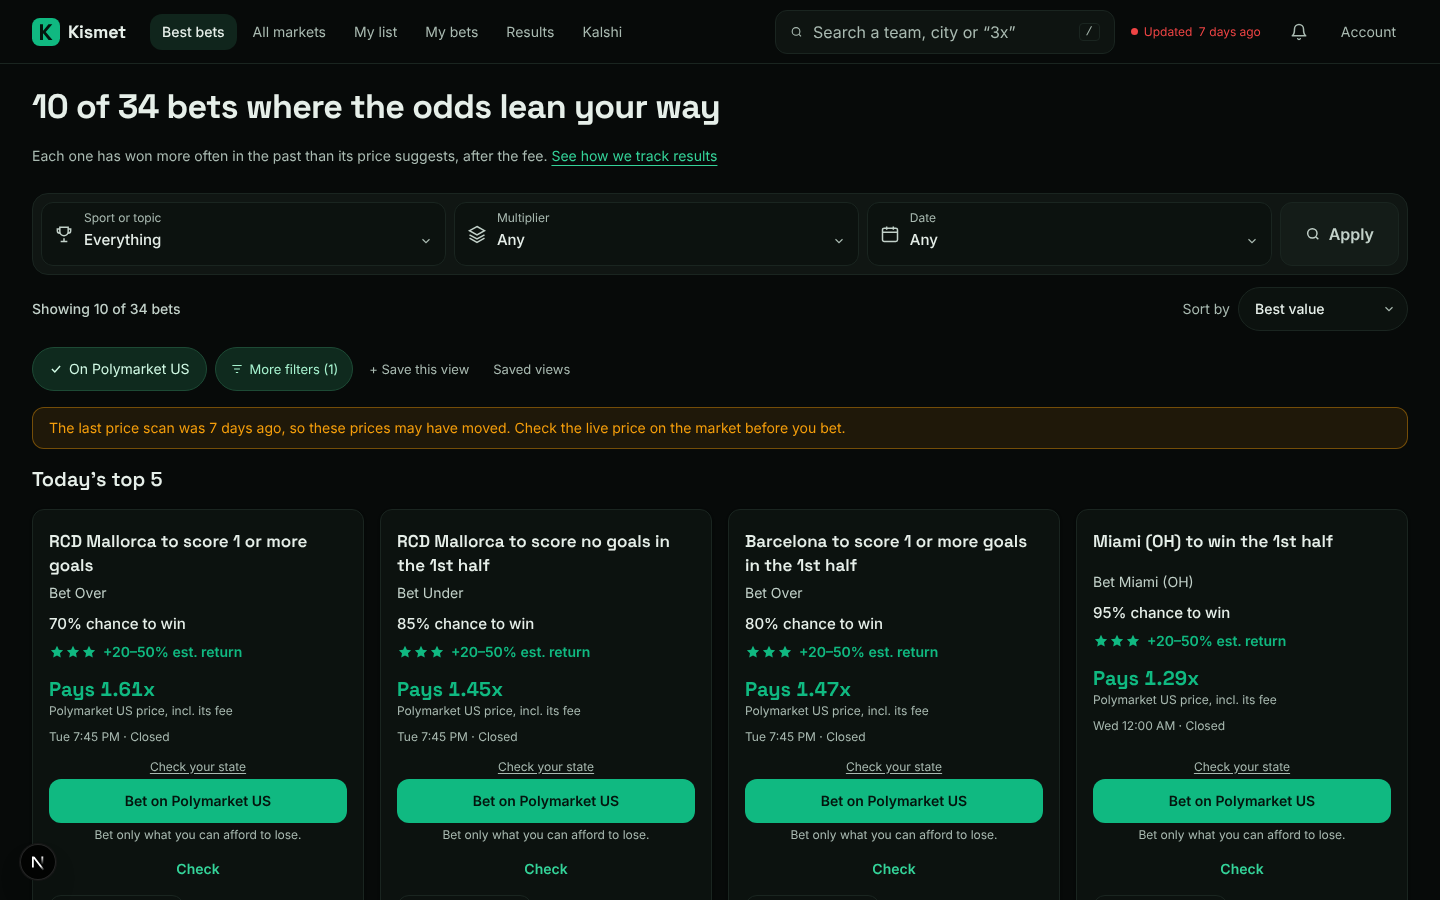 K Kismet
Best bets
All markets
My list
My bets
Results
Kalshi
Search a team, city or “3x”
/
Updated 7 days ago
Account
10 of 34 bets where the odds lean your way
Each one has won more often in the past than its price suggests, after the fee. See how we track results
Sport or topic
Everything
Multiplier
Any
Date
Any
Apply
Showing 10 of 34 bets
Sort by
Best value
On Polymarket US
More filters (1)
+ Save this view
Saved views
The last price scan was 7 days ago, so these prices may have moved. Check the live price on the market before you bet.
Today’s top 5
RCD Mallorca to score 1 or more
goals
Bet Over
70% chance to win
+20–50% est. return
Pays 1.61x
Polymarket US price, incl. its fee
Tue 7:45 PM · Closed
Check your state
Bet on Polymarket US
Bet only what you can afford to lose.
Check
RCD Mallorca to score no goals in
the 1st half
Bet Under
85% chance to win
+20–50% est. return
Pays 1.45x
Polymarket US price, incl. its fee
Tue 7:45 PM · Closed
Check your state
Bet on Polymarket US
Bet only what you can afford to lose.
Check
Barcelona to score 1 or more goals
in the 1st half
Bet Over
80% chance to win
+20–50% est. return
Pays 1.47x
Polymarket US price, incl. its fee
Tue 7:45 PM · Closed
Check your state
Bet on Polymarket US
Bet only what you can afford to lose.
Check
Miami (OH) to win the 1st half
Bet Miami (OH)
95% chance to win
+20–50% est. return
Pays 1.29x
Polymarket US price, incl. its fee
Wed 12:00 AM · Closed
Check your state
Bet on Polymarket US
Bet only what you can afford to lose.
Check
N